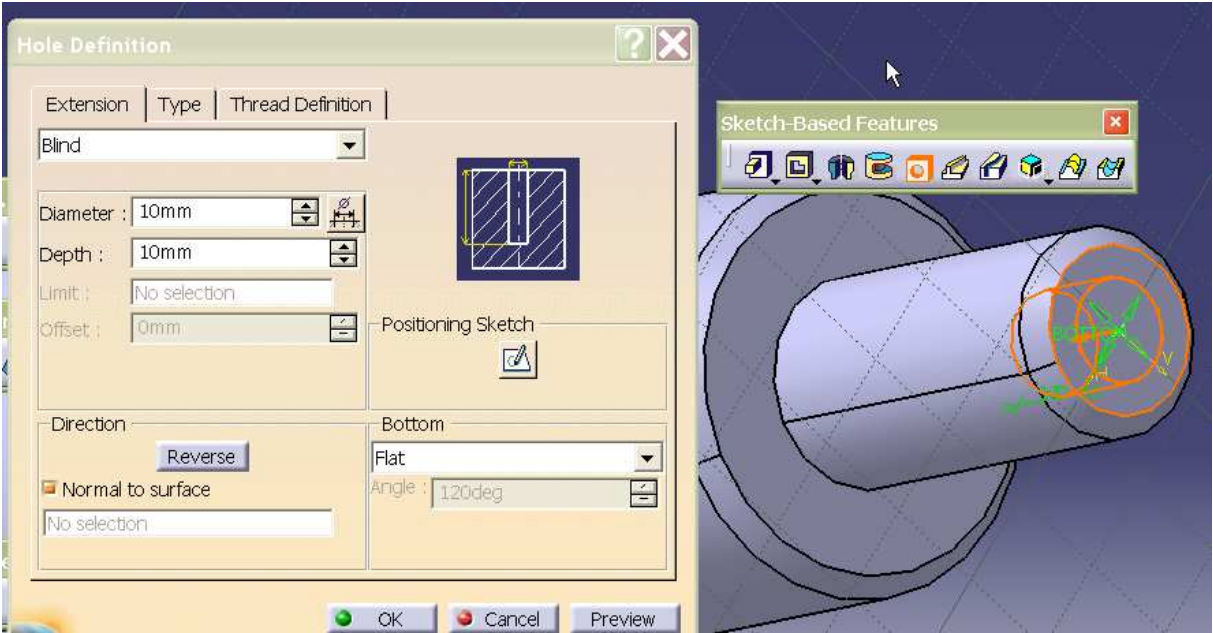 Hole Definition
Extension
Type
Thread Definition
Blind
Diameter : 10mm
Depth : 10mm
Limit : No selection
Offset : 0mm
Positioning Sketch
Direction
Reverse
Normal to surface
No selection
Bottom
Flat
Angle : 120deg
OK
Cancel
Preview
Sketch-Based Features
BOTTOM
H
V